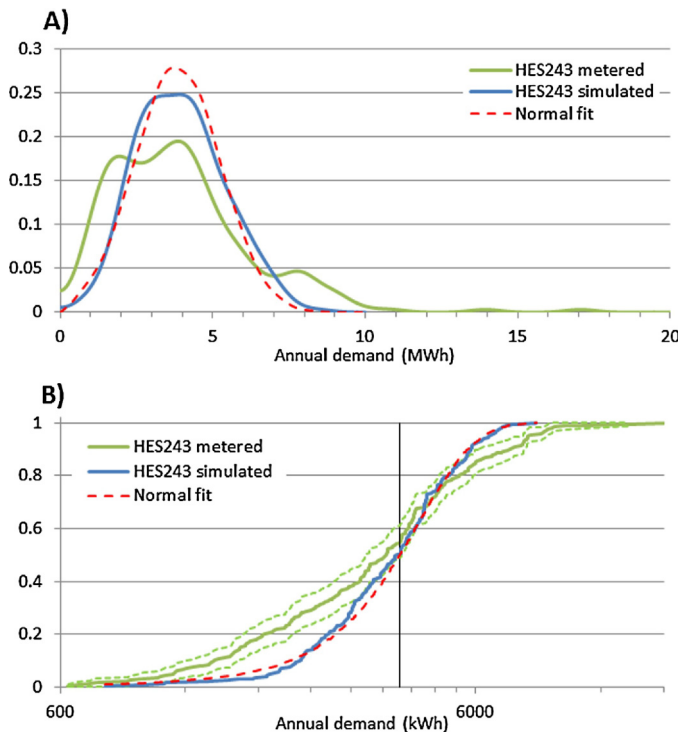 A)
0.3
0.25
0.2
0.15
0.1
0.05
0
HES243 metered
HES243 simulated
Normal fit
0 5 10 15 20
Annual demand (MWh)
B)
1
0.8
0.6
0.4
0.2
0
HES243 metered
HES243 simulated
Normal fit
600 6000
Annual demand (kWh)